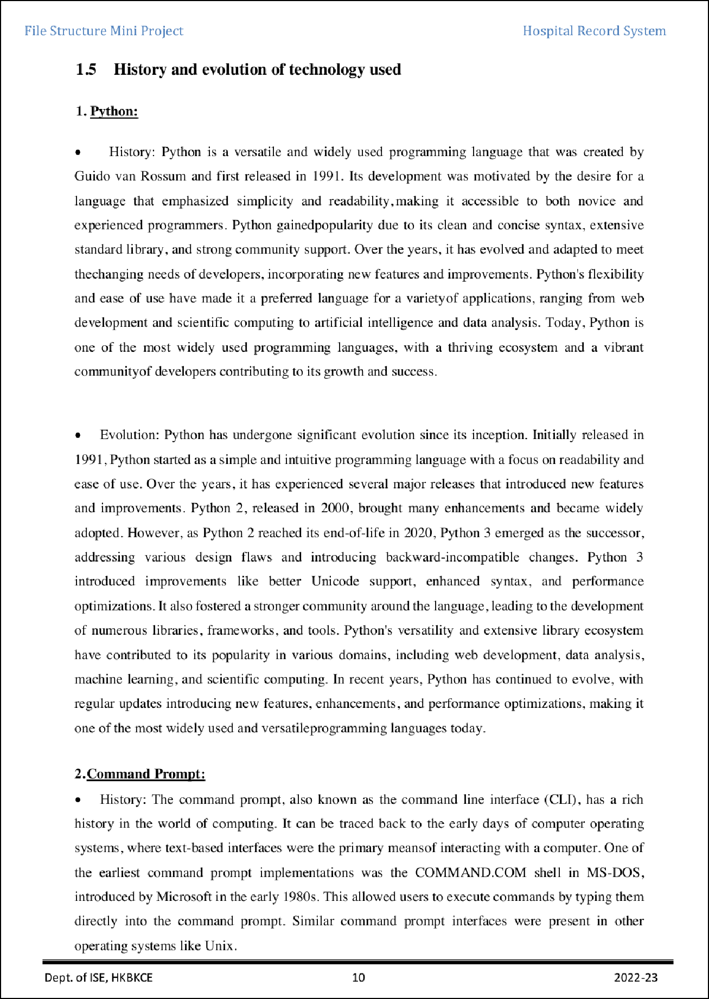 File Structure Mini Project Hospital Record System
1.5 History and evolution of technology used
1. Python:
• History: Python is a versatile and widely used programming language that was created by
Guido van Rossum and first released in 1991. Its development was motivated by the desire for a
language that emphasized simplicity and readability,making it accessible to both novice and
experienced programmers. Python gainedpopularity due to its clean and concise syntax, extensive
standard library, and strong community support. Over the years, it has evolved and adapted to meet
thechanging needs of developers, incorporating new features and improvements. Python's flexibility
and ease of use have made it a preferred language for a varietyof applications, ranging from web
development and scientific computing to artificial intelligence and data analysis. Today, Python is
one of the most widely used programming languages, with a thriving ecosystem and a vibrant
communityof developers contributing to its growth and success.
• Evolution: Python has undergone significant evolution since its inception. Initially released in
1991, Python started as a simple and intuitive programming language with a focus on readability and
ease of use. Over the years, it has experienced several major releases that introduced new features
and improvements. Python 2, released in 2000, brought many enhancements and became widely
adopted. However, as Python 2 reached its end-of-life in 2020, Python 3 emerged as the successor,
addressing various design flaws and introducing backward-incompatible changes. Python 3
introduced improvements like better Unicode support, enhanced syntax, and performance
optimizations. It also fostered a stronger community around the language, leading to the development
of numerous libraries, frameworks, and tools. Python's versatility and extensive library ecosystem
have contributed to its popularity in various domains, including web development, data analysis,
machine learning, and scientific computing. In recent years, Python has continued to evolve, with
regular updates introducing new features, enhancements, and performance optimizations, making it
one of the most widely used and versatileprogramming languages today.
2.Command Prompt:
• History: The command prompt, also known as the command line interface (CLI), has a rich
history in the world of computing. It can be traced back to the early days of computer operating
systems, where text-based interfaces were the primary meansof interacting with a computer. One of
the earliest command prompt implementations was the COMMAND.COM shell in MS-DOS,
introduced by Microsoft in the early 1980s. This allowed users to execute commands by typing them
directly into the command prompt. Similar command prompt interfaces were present in other
operating systems like Unix.
Dept. of ISE, HKBKCE 10 2022-23